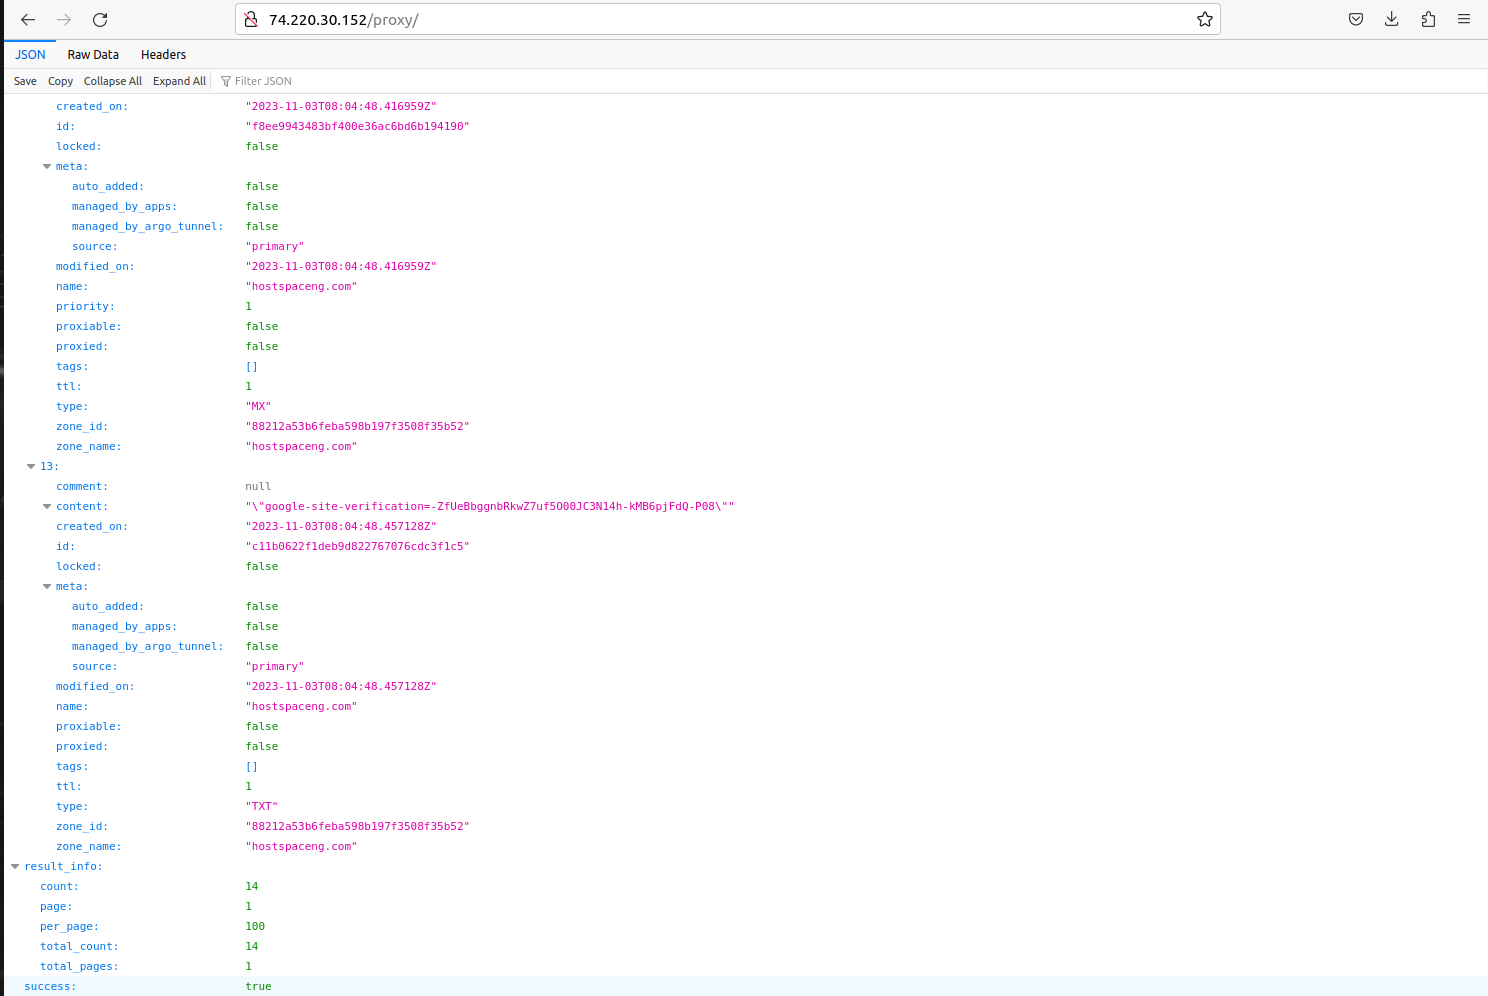 74.220.30.152/proxy/
JSON Raw Data Headers
Save Copy Collapse All Expand All Filter JSON
created_on: "2023-11-03T08:04:48.416959Z"
id: "f8ee9943483bf400e36ac6bd6b194190"
locked: false
meta:
auto_added: false
managed_by_apps: false
managed_by_argo_tunnel: false
source: "primary"
modified_on: "2023-11-03T08:04:48.416959Z"
name: "hostspaceng.com"
priority: 1
proxiable: false
proxied: false
tags: []
ttl: 1
type: "MX"
zone_id: "88212a53b6feba598b197f3508f35b52"
zone_name: "hostspaceng.com"
13:
comment: null
content: "\"google-site-verification=-ZfUeBbggnbRkwZ7uf5O00JC3N14h-kMB6pjFdQ-P08\""
created_on: "2023-11-03T08:04:48.457128Z"
id: "c11b0622f1deb9d822767076cdc3f1c5"
locked: false
meta:
auto_added: false
managed_by_apps: false
managed_by_argo_tunnel: false
source: "primary"
modified_on: "2023-11-03T08:04:48.457128Z"
name: "hostspaceng.com"
proxiable: false
proxied: false
tags: []
ttl: 1
type: "TXT"
zone_id: "88212a53b6feba598b197f3508f35b52"
zone_name: "hostspaceng.com"
result_info:
count: 14
page: 1
per_page: 100
total_count: 14
total_pages: 1
success: true